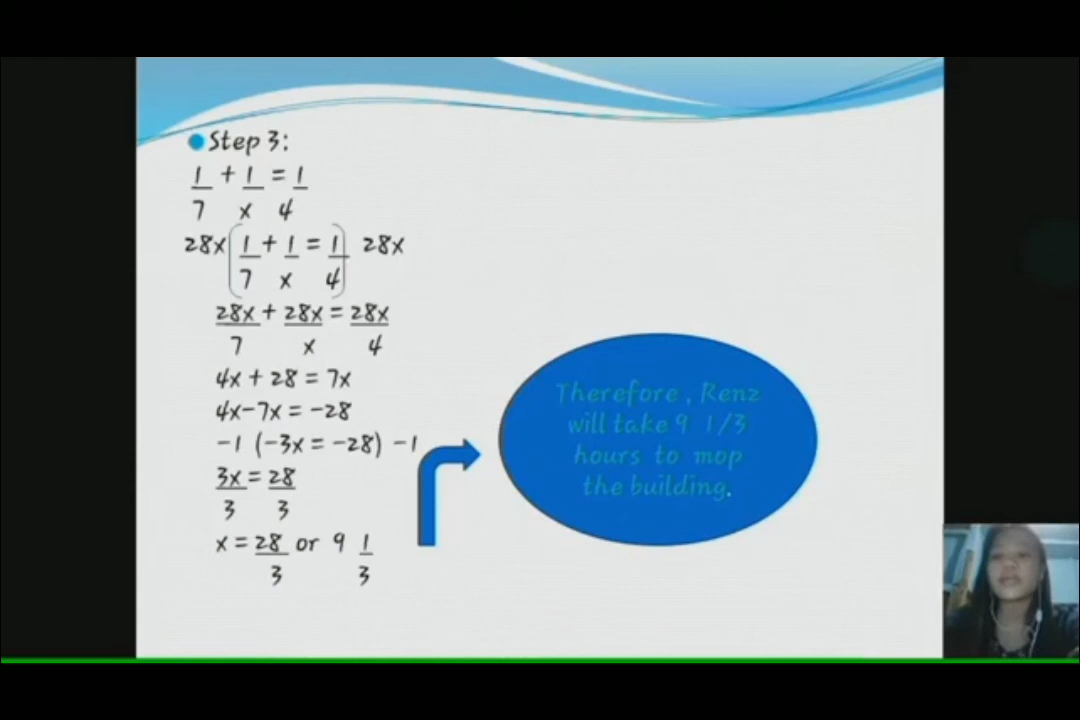 Step 3:
1 + 1 = 1
7 x 4
28x ( 1 + 1 = 1 ) 28x
7 x 4
28x + 28x = 28x
7 x 4
4x + 28 = 7x
4x-7x = -28
-1 (-3x = -28) -1
3x = 28
3 3
x = 28 or 9 1
3 3
Therefore, Renz
will take 9 1/3
hours to mop
the building.